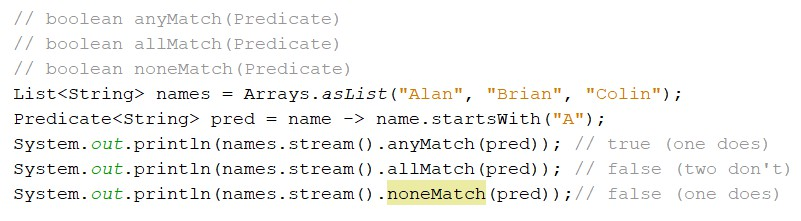 // boolean anyMatch(Predicate)
// boolean allMatch(Predicate)
// boolean noneMatch(Predicate)
List<String> names = Arrays.asList("Alan", "Brian", "Colin");
Predicate<String> pred = name -> name.startsWith("A");
System.out.println(names.stream().anyMatch(pred)); // true (one does)
System.out.println(names.stream().allMatch(pred)); // false (two don't)
System.out.println(names.stream().noneMatch(pred));// false (one does)